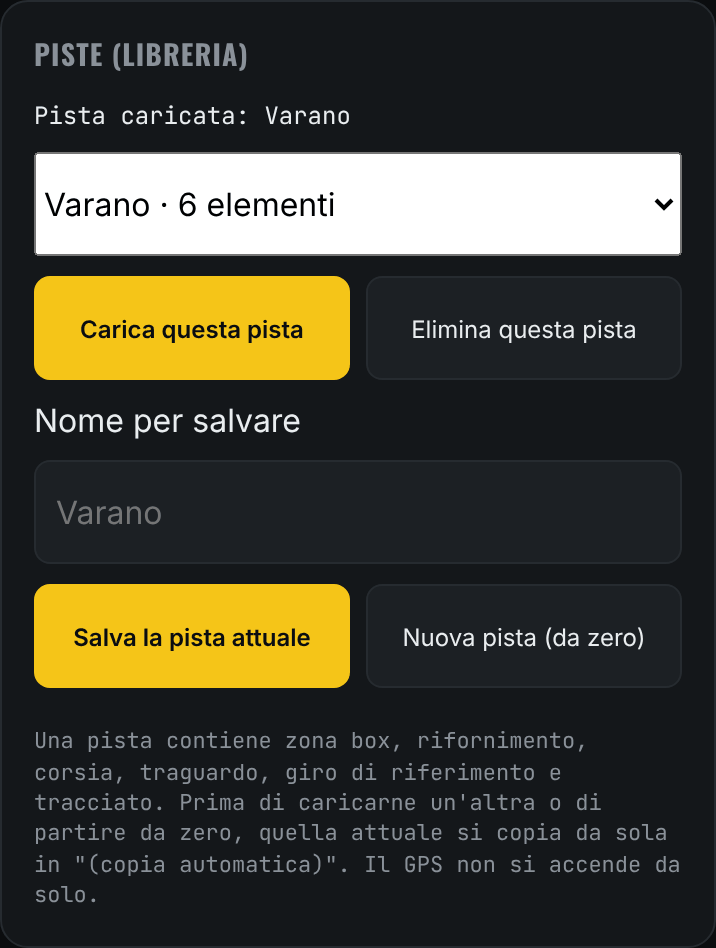 PISTE (LIBRERIA)
Pista caricata: Varano
Varano · 6 elementi
Carica questa pista
Elimina questa pista
Nome per salvare
Varano
Salva la pista attuale
Nuova pista (da zero)
Una pista contiene zona box, rifornimento,
corsia, traguardo, giro di riferimento e
tracciato. Prima di caricarne un'altra o di
partire da zero, quella attuale si copia da sola
in "(copia automatica)". Il GPS non si accende da
solo.